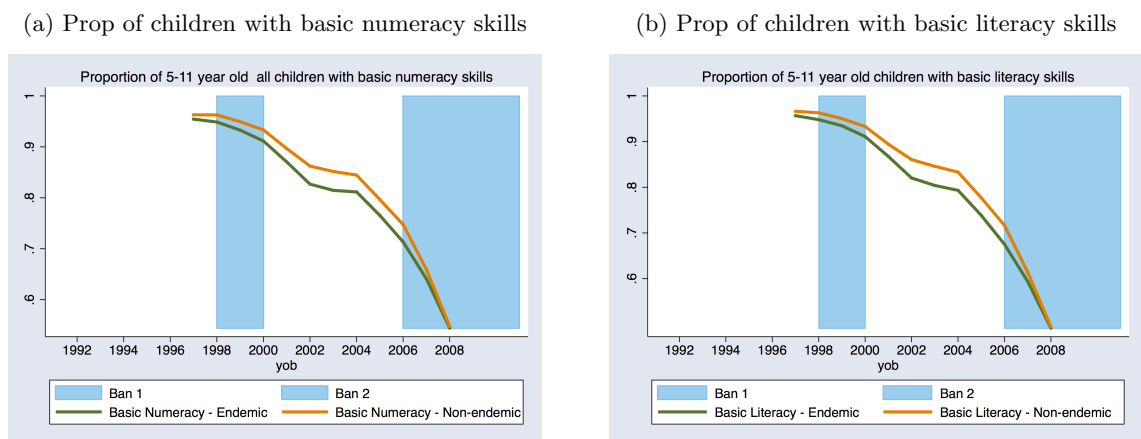 (a) Prop of children with basic numeracy skills
Proportion of 5-11 year old  all children with basic numeracy skills
1
.9
.8
.7
.6
1992 1994 1996 1998 2000 2002 2004 2006 2008
yob
Ban 1 Ban 2
Basic Numeracy - Endemic Basic Numeracy - Non-endemic
(b) Prop of children with basic literacy skills
Proportion of 5-11 year old children with basic literacy skills
1
.9
.8
.7
.6
1992 1994 1996 1998 2000 2002 2004 2006 2008
yob
Ban 1 Ban 2
Basic Literacy - Endemic Basic Literacy - Non-endemic